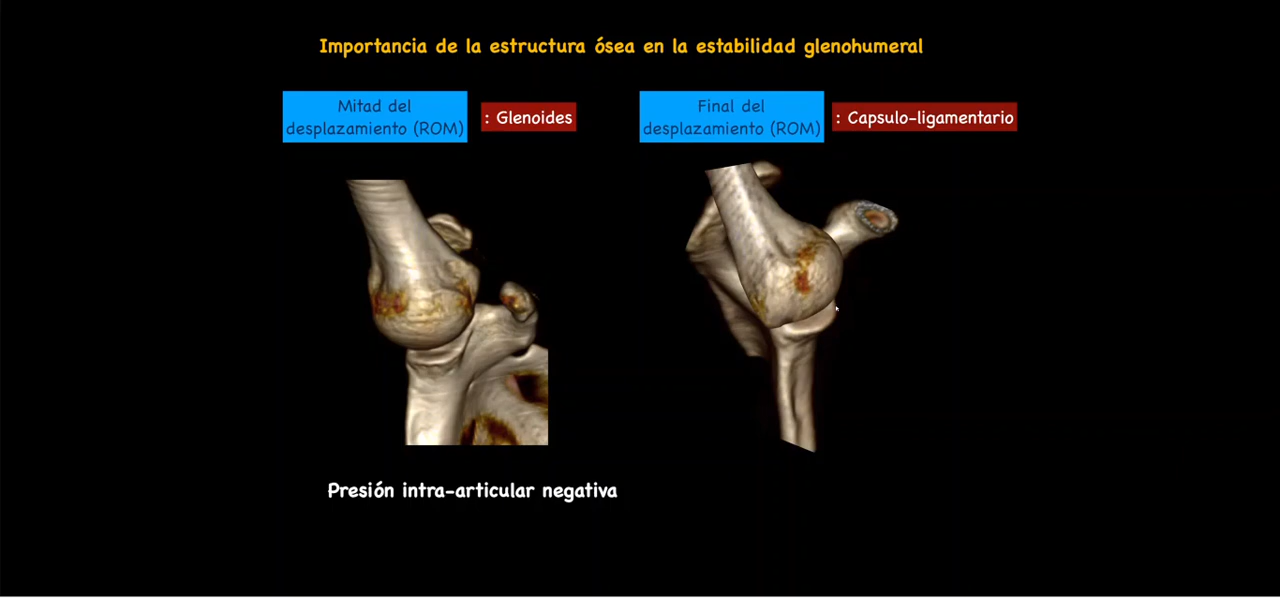 Importancia de la estructura ósea en la estabilidad glenohumeral
Mitad del
desplazamiento (ROM)
: Glenoides
Final del
desplazamiento (ROM)
: Capsulo-ligamentario
Presión intra-articular negativa